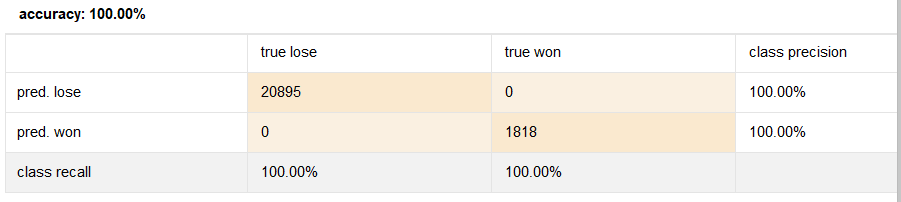 accuracy: 100.00%
true lose true won class precision
pred. lose 20895 0 100.00%
pred. won 0 1818 100.00%
class recall 100.00% 100.00%